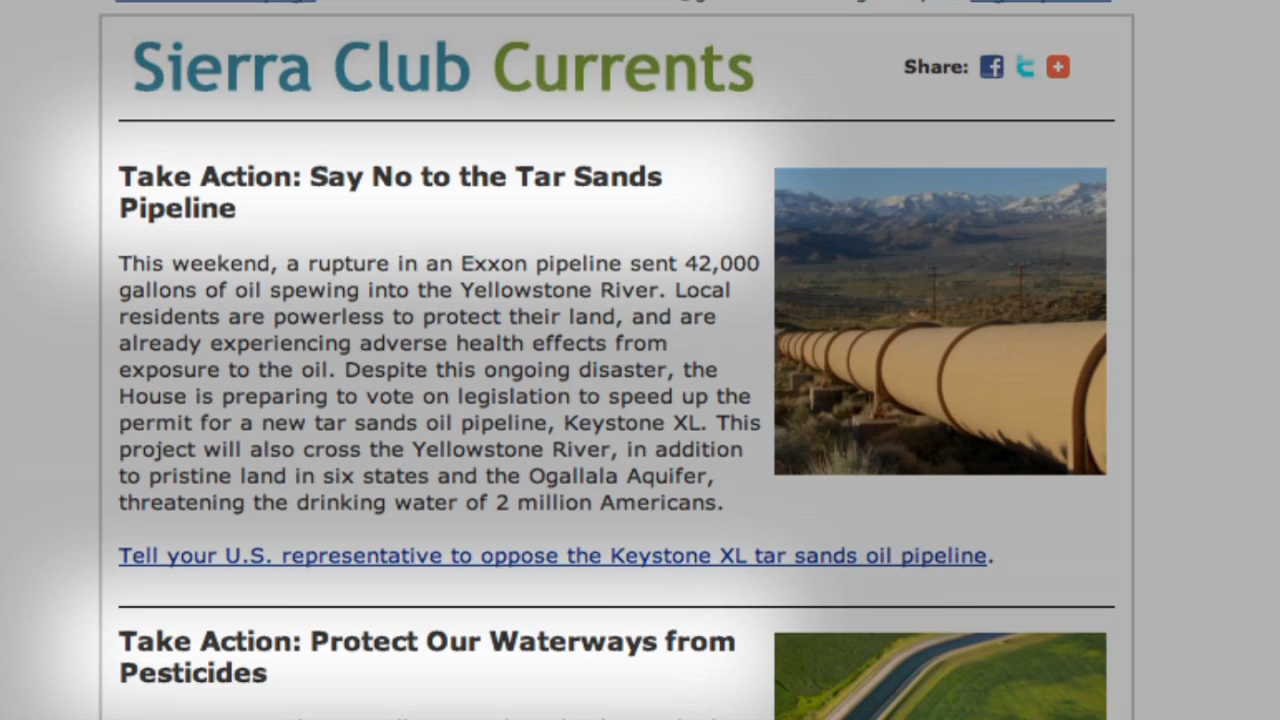 Sierra Club Currents
Share:
Take Action: Say No to the Tar Sands
Pipeline
This weekend, a rupture in an Exxon pipeline sent 42,000
gallons of oil spewing into the Yellowstone River. Local
residents are powerless to protect their land, and are
already experiencing adverse health effects from
exposure to the oil. Despite this ongoing disaster, the
House is preparing to vote on legislation to speed up the
permit for a new tar sands oil pipeline, Keystone XL. This
project will also cross the Yellowstone River, in addition
to pristine land in six states and the Ogallala Aquifer,
threatening the drinking water of 2 million Americans.
Tell your U.S. representative to oppose the Keystone XL tar sands oil pipeline.
Take Action: Protect Our Waterways from
Pesticides